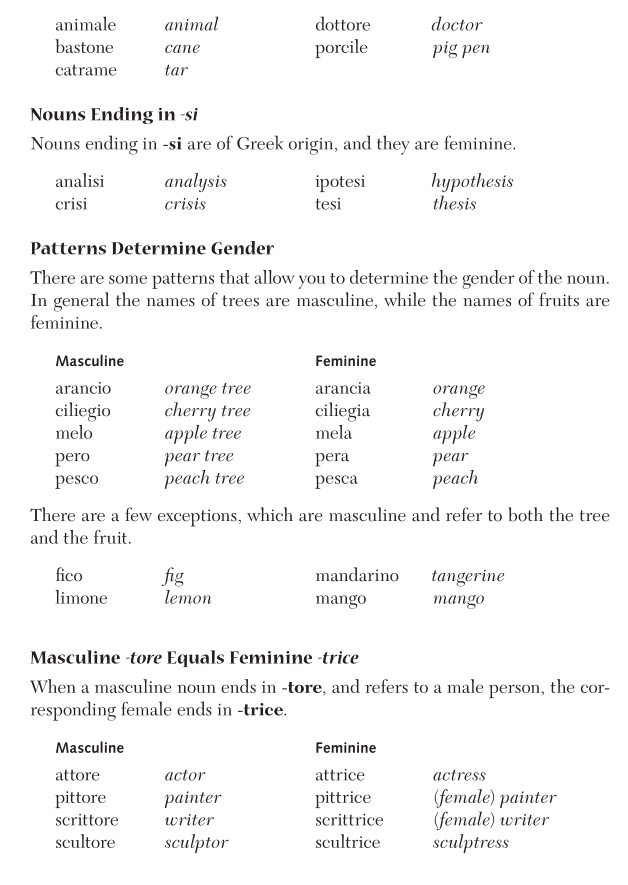 animale animal dottore doctor
bastone cane porcile pig pen
catrame tar
Nouns Ending in -si
Nouns ending in -si are of Greek origin, and they are feminine.
analisi analysis ipotesi hypothesis
crisi crisis tesi thesis
Patterns Determine Gender
There are some patterns that allow you to determine the gender of the noun.
In general the names of trees are masculine, while the names of fruits are
feminine.
Masculine Feminine
arancio orange tree arancia orange
ciliegio cherry tree ciliegia cherry
melo apple tree mela apple
pero pear tree pera pear
pesco peach tree pesca peach
There are a few exceptions, which are masculine and refer to both the tree
and the fruit.
fico fig mandarino tangerine
limone lemon mango mango
Masculine -tore Equals Feminine -trice
When a masculine noun ends in -tore, and refers to a male person, the cor-
responding female ends in -trice.
Masculine Feminine
attore actor attrice actress
pittore painter pittrice (female) painter
scrittore writer scrittrice (female) writer
scultore sculptor scultrice sculptress